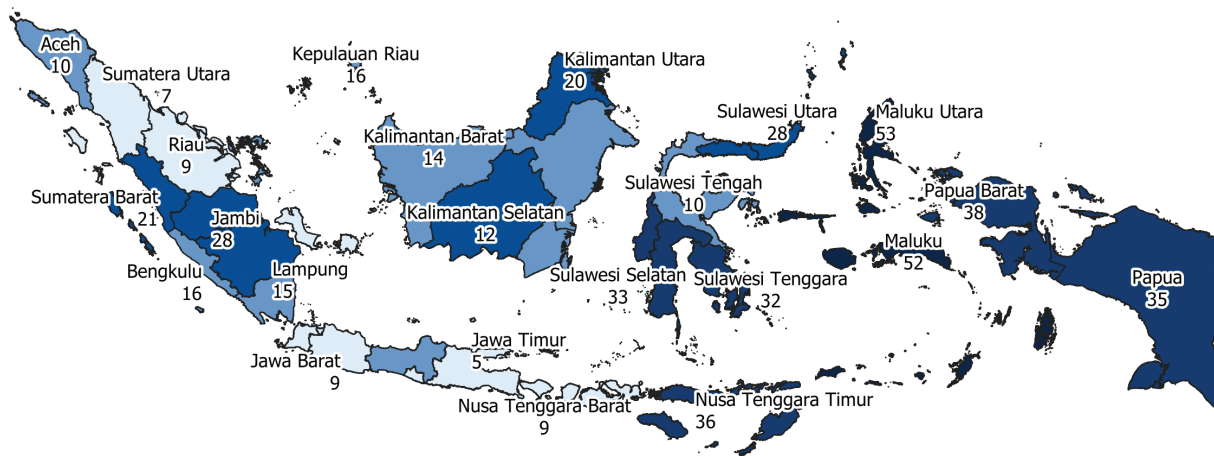 Aceh
10
Sumatera Utara
7
Kepulauan Riau
16
Kalimantan Utara
20
Sulawesi Utara
28
Maluku Utara
53
Riau
9
Kalimantan Barat
14
Sumatera Barat
21
Jambi
28
Kalimantan Selatan
12
Sulawesi Tengah
10
Papua Barat
38
Maluku
52
Bengkulu
16
Lampung
15
Sulawesi Selatan
33
Sulawesi Tenggara
32
Papua
35
Jawa Barat
9
Jawa Timur
5
Nusa Tenggara Barat
9
Nusa Tenggara Timur
36